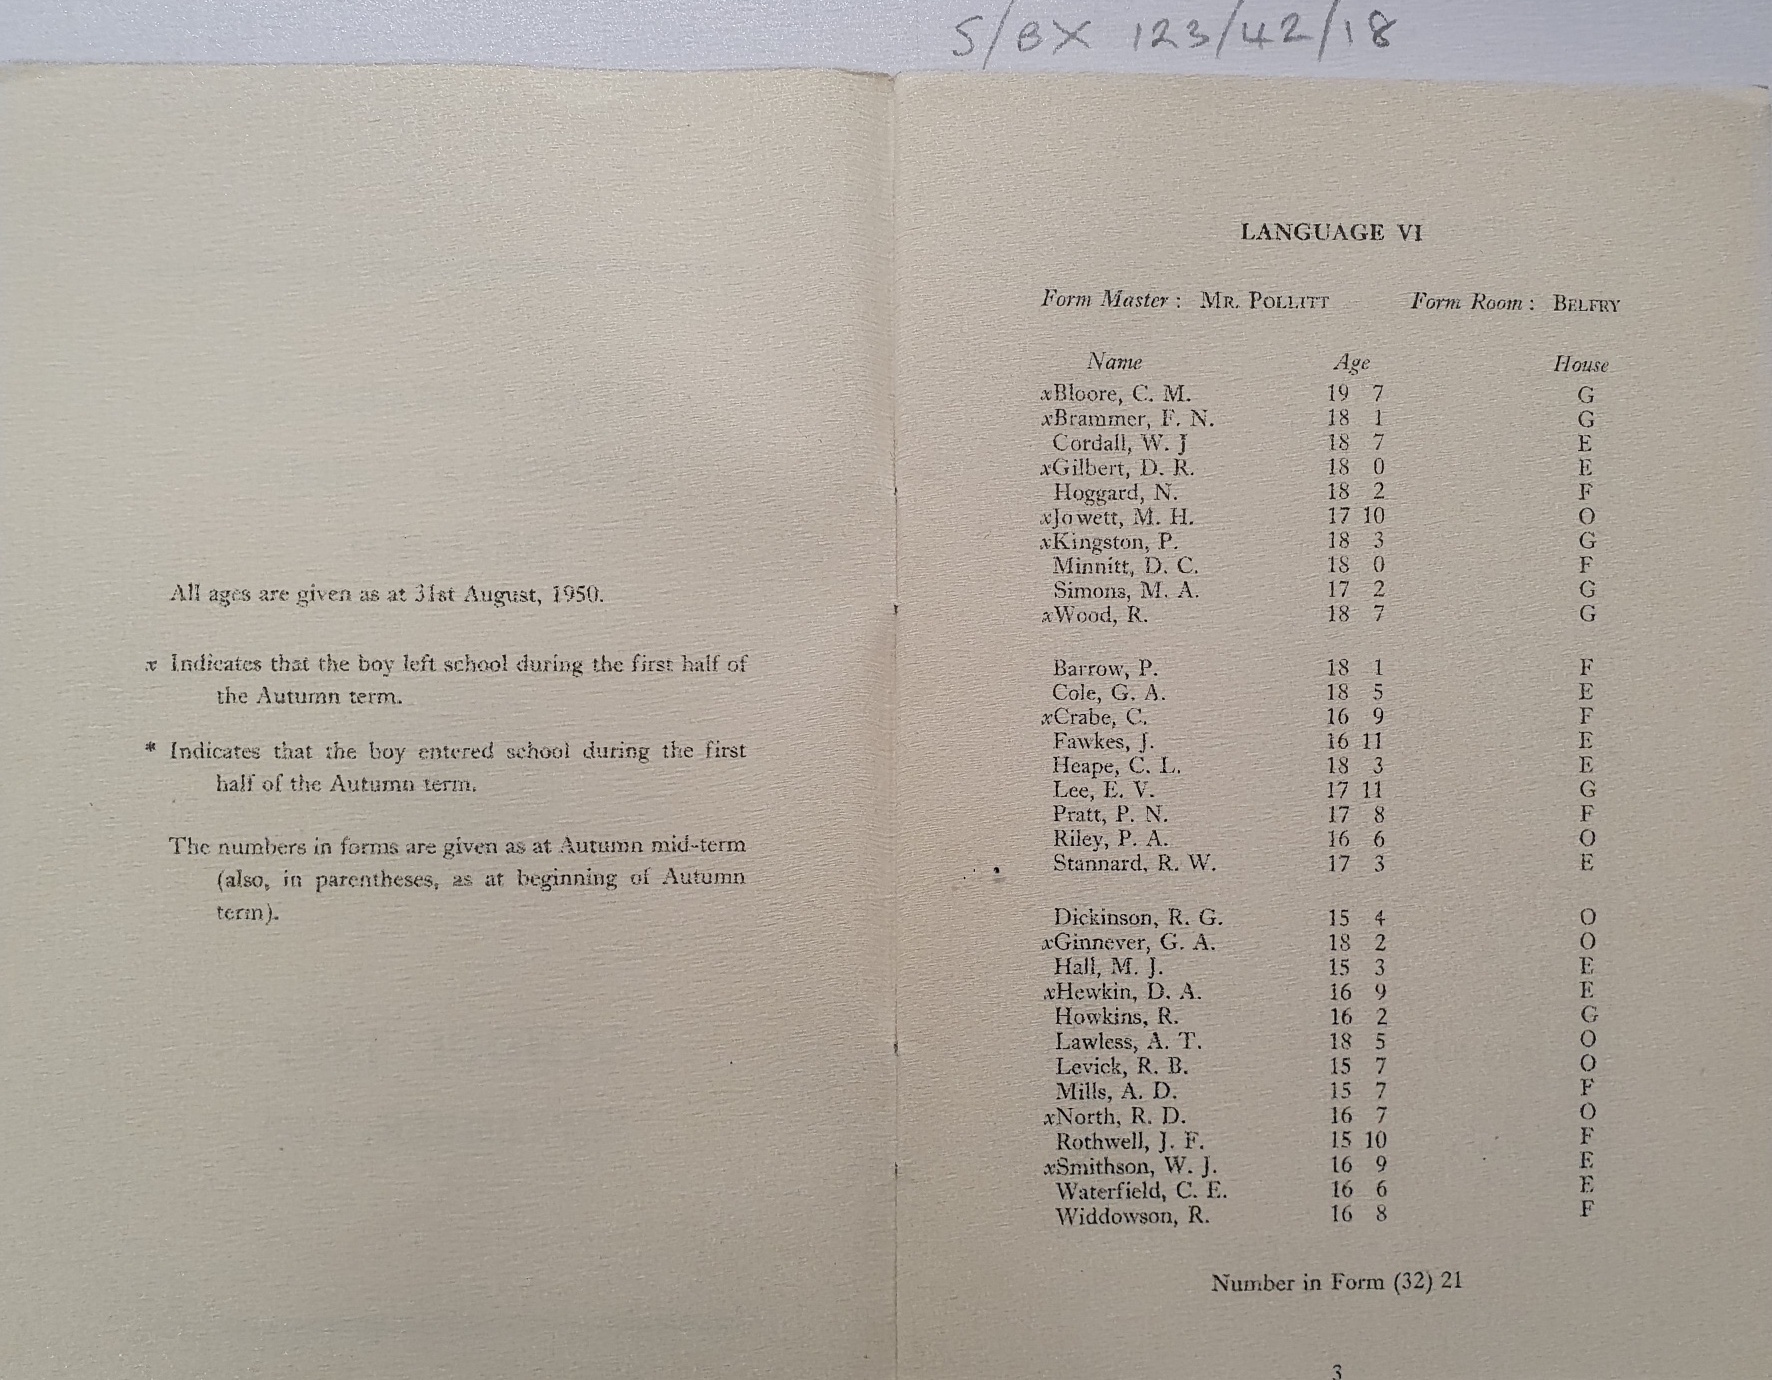 S/BX 123/42/18
All ages are given as at 31st August, 1950.
x Indicates that the boy left school during the first half of
the Autumn term.
* Indicates that the boy entered school during the first
half of the Autumn term.
The numbers in forms are given as at Autumn mid-term
(also, in parentheses, as at beginning of Autumn
term).
LANGUAGE VI
Form Master : MR. POLLITT Form Room : BELFRY
Name Age House
xBloore, C. M. 19 7 G
xBrammer, F. N. 18 1 G
Cordall, W. J 18 7 E
xGilbert, D. R. 18 0 E
Hoggard, N. 18 2 F
xJowett, M. H. 17 10 O
xKingston, P. 18 3 G
Minnitt, D. C. 18 0 F
Simons, M. A. 17 2 G
xWood, R. 18 7 G
Barrow, P. 18 1 F
Cole, G. A. 18 5 E
xCrabe, C. 16 9 F
Fawkes, J. 16 11 E
Heape, C. L. 18 3 E
Lee, E. V. 17 11 G
Pratt, P. N. 17 8 F
Riley, P. A. 16 6 O
Stannard, R. W. 17 3 E
Dickinson, R. G. 15 4 O
xGinnever, G. A. 18 2 O
Hall, M. J. 15 3 E
xHewkin, D. A. 16 9 E
Howkins, R. 16 2 G
Lawless, A. T. 18 5 O
Levick, R. B. 15 7 O
Mills, A. D. 15 7 F
xNorth, R. D. 16 7 O
Rothwell, J. F. 15 10 F
xSmithson, W. J. 16 9 E
Waterfield, C. E. 16 6 E
Widdowson, R. 16 8 F
Number in Form (32) 21
3